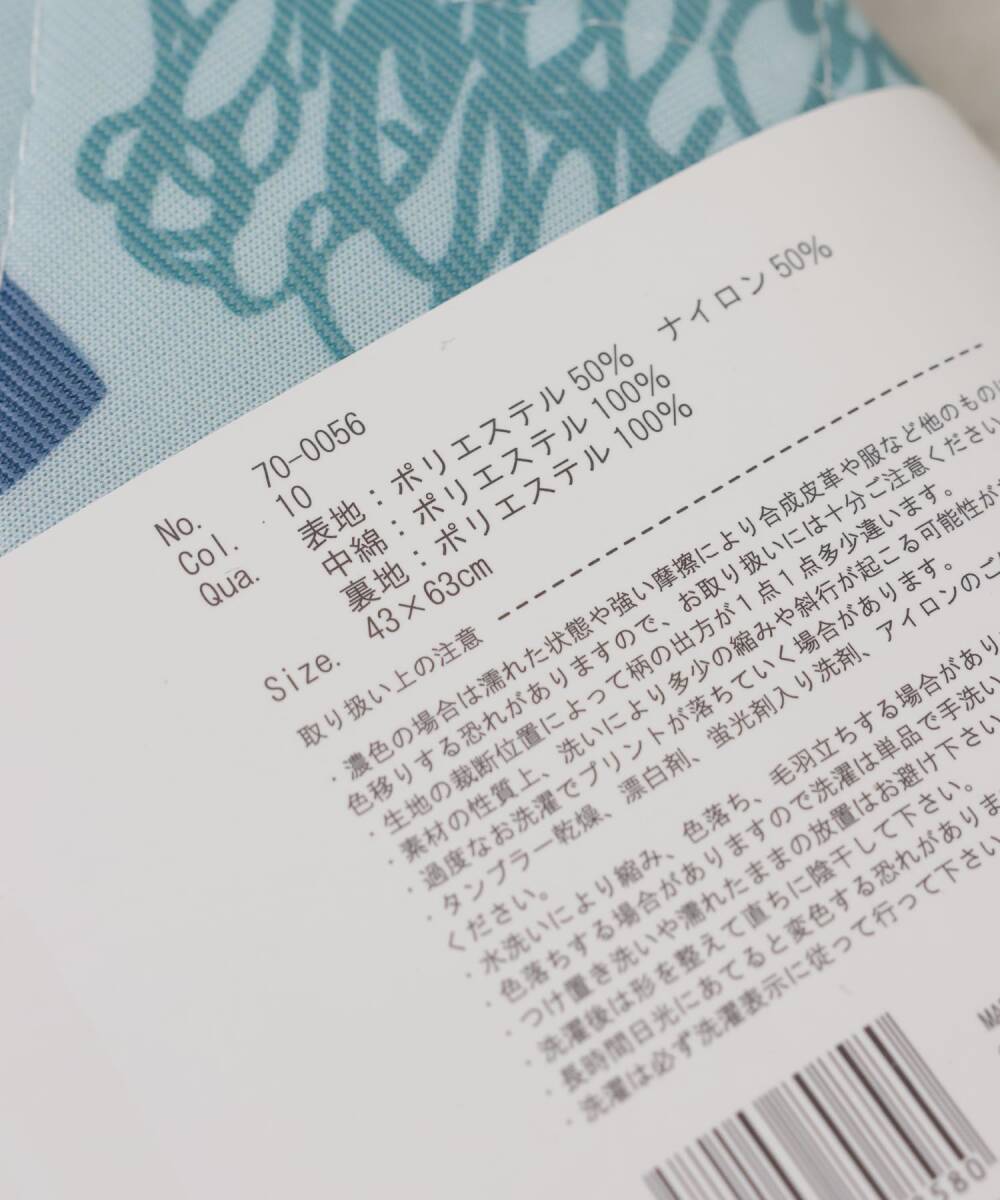 No. 70-0056
Col. 10
Qua. 表地：ポリエステル 50% ナイロン 50%
中綿：ポリエステル 100%
裏地：ポリエステル 100%
Size. 43×63cm
取り扱い上の注意
・濃色の場合は濡れた状態や強い摩擦により合成皮革や服など他のもの
色移りする恐れがありますので、お取り扱いには十分ご注意ください
・生地の裁断位置によって柄の出方が1点1点多少違います。
・素材の性質上、洗いにより多少の縮みや斜行が起こる可能性が
・過度なお洗濯でプリントが落ちていく場合があります。
・タンブラー乾燥、漂白剤、蛍光剤入り洗剤、アイロンのご
ください。
・水洗いにより縮み、色落ち、毛羽立ちする場合があり
・色落ちする場合がありますので洗濯は単品で手洗い
・つけ置き洗いや濡れたままの放置はお避け下さい
・洗濯後は形を整えて直ちに陰干して下さい。
・長時間日光にあてると変色する恐れがありま
・洗濯は必ず洗濯表示に従って行って下さい
MA
580